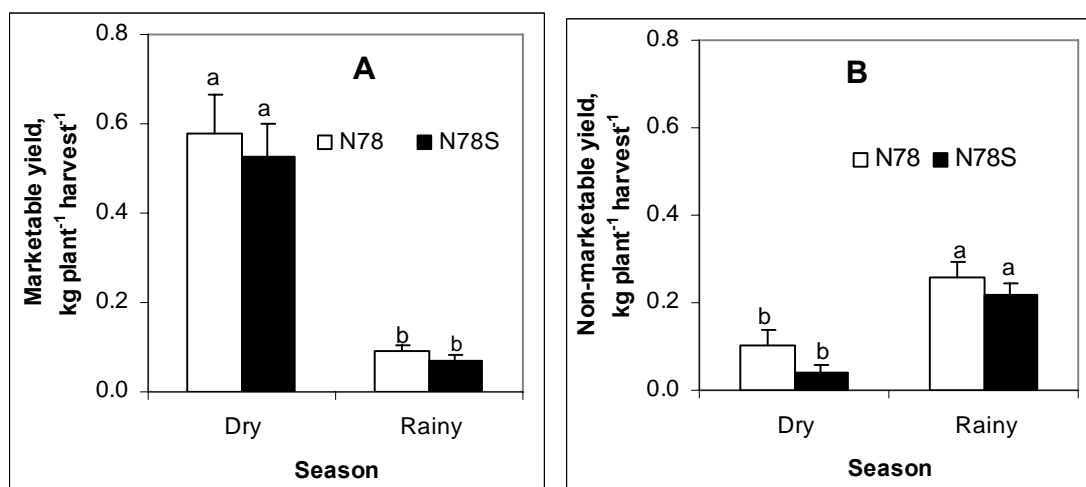 A
Marketable yield,
kg plant⁻¹ harvest⁻¹
0.8
0.6
0.4
0.2
0.0
a
a
b
b
N78
N78S
Dry
Rainy
Season
B
Non-marketable yield,
kg plant⁻¹ harvest⁻¹
0.8
0.6
0.4
0.2
0.0
N78
N78S
b
b
a
a
Dry
Rainy
Season